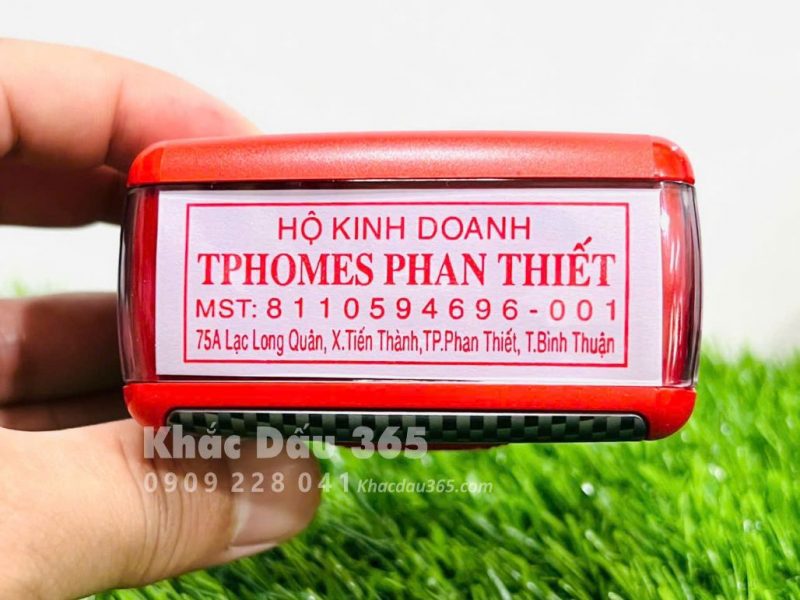 HỘ KINH DOANH
TPHOMES PHAN THIẾT
MST: 8110594696-001
75A Lạc Long Quân, X.Tiến Thành,TP.Phan Thiết, T.Bình Thuận
Khắc Dấu 365
0909 228 041 Khacdau365.com